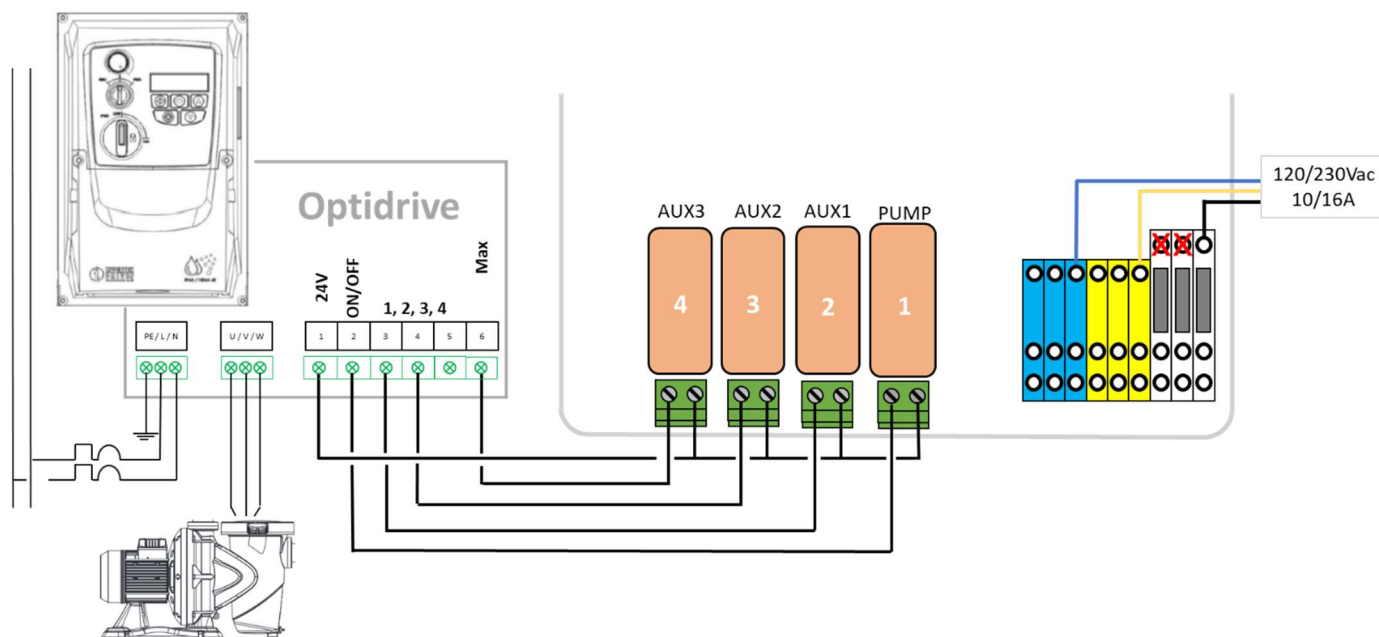 Optidrive
24V
ON/OFF
1, 2, 3, 4
Max
PE/ L/ N
U / V / W
1
2
3
4
5
6
AUX3
AUX2
AUX1
PUMP
4
3
2
1
120/230Vac
10/16A